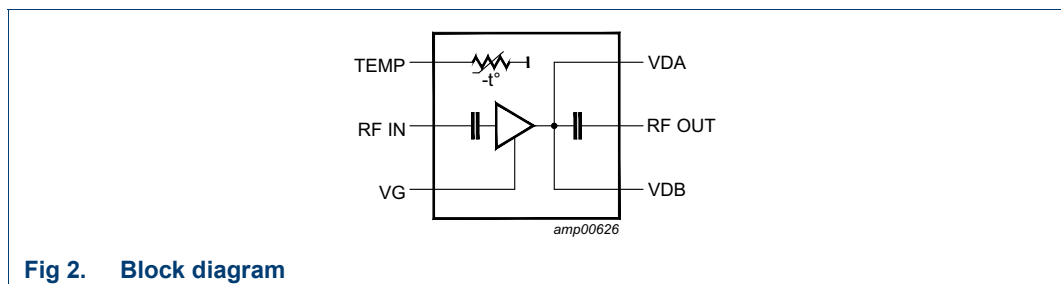 TEMP
-t°
VDA
RF IN
RF OUT
VG
VDB
amp00626
Fig 2. Block diagram